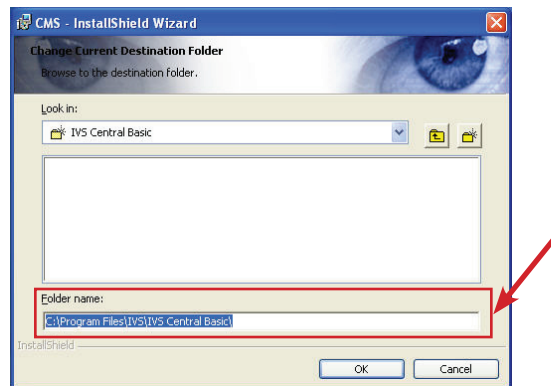 CMS - InstallShield Wizard
Change Current Destination Folder
Browse to the destination folder.
Look in:
IVS Central Basic
Folder name:
C:\Program Files\IVS\IVS Central Basic\
InstallShield
OK Cancel